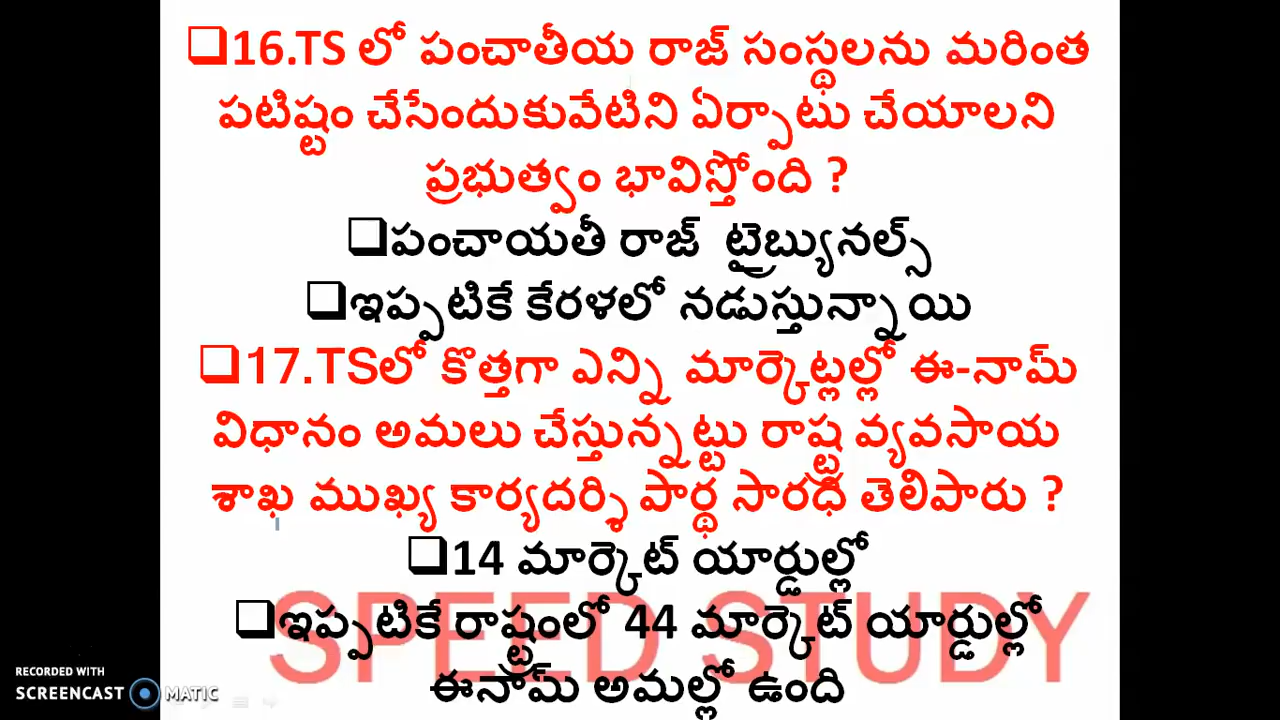 ❑16.TS లో పంచాతీయ రాజ్ సంస్థలను మరింత
పటిష్టం చేసేందుకువేటిని ఏర్పాటు చేయాలని
ప్రభుత్వం భావిస్తోంది ?
❑పంచాయతీ రాజ్ ట్రైబ్యునల్స్
❑ఇప్పటికే కేరళలో నడుస్తున్నాయి
❑17.TSలో కొత్తగా ఎన్ని మార్కెట్లల్లో ఈ-నామ్
విధానం అమలు చేస్తున్నట్టు రాష్ట్ర వ్యవసాయ
శాఖ ముఖ్య కార్యదర్శి పార్థ సారధి తెలిపారు ?
❑14 మార్కెట్ యార్డుల్లో
❑ఇప్పటికే రాష్ట్రంలో 44 మార్కెట్ యార్డుల్లో
ఈనామ్ అమల్లో ఉంది
SPEED STUDY
RECORDED WITH
SCREENCAST MATIC